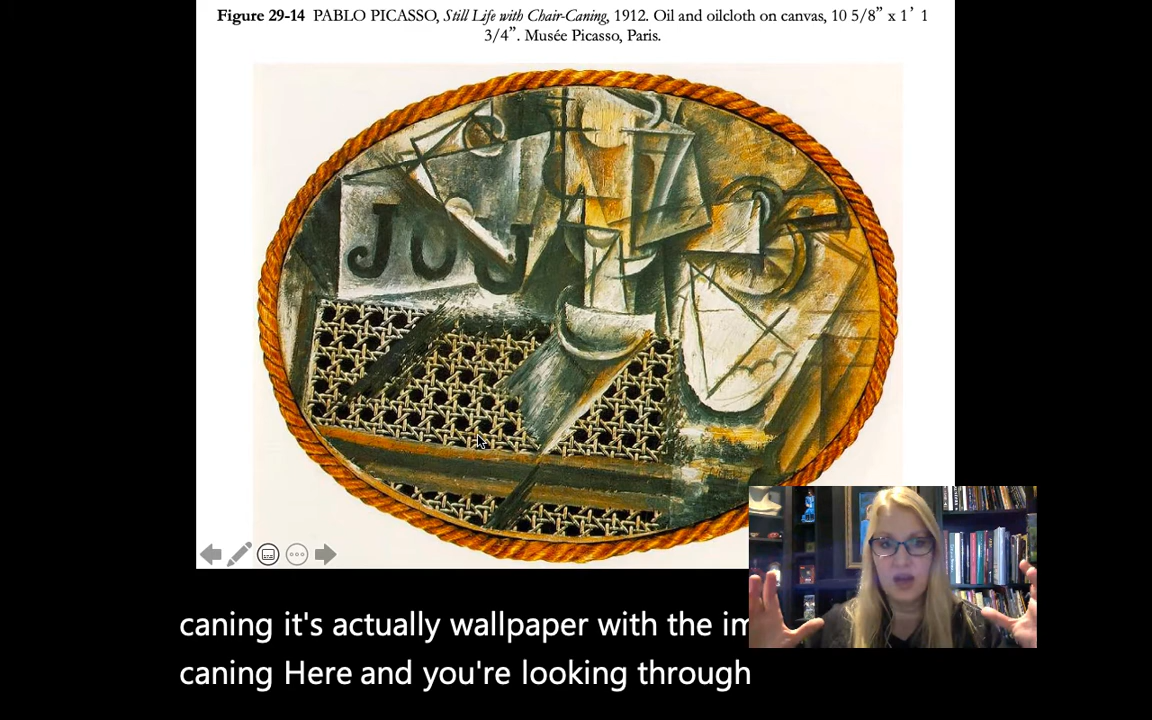 Figure 29-14 PABLO PICASSO, Still Life with Chair-Caning, 1912. Oil and oilcloth on canvas, 10 5/8” x 1’ 1
3/4”. Musée Picasso, Paris.
JOU
caning it's actually wallpaper with the
caning Here and you're looking through